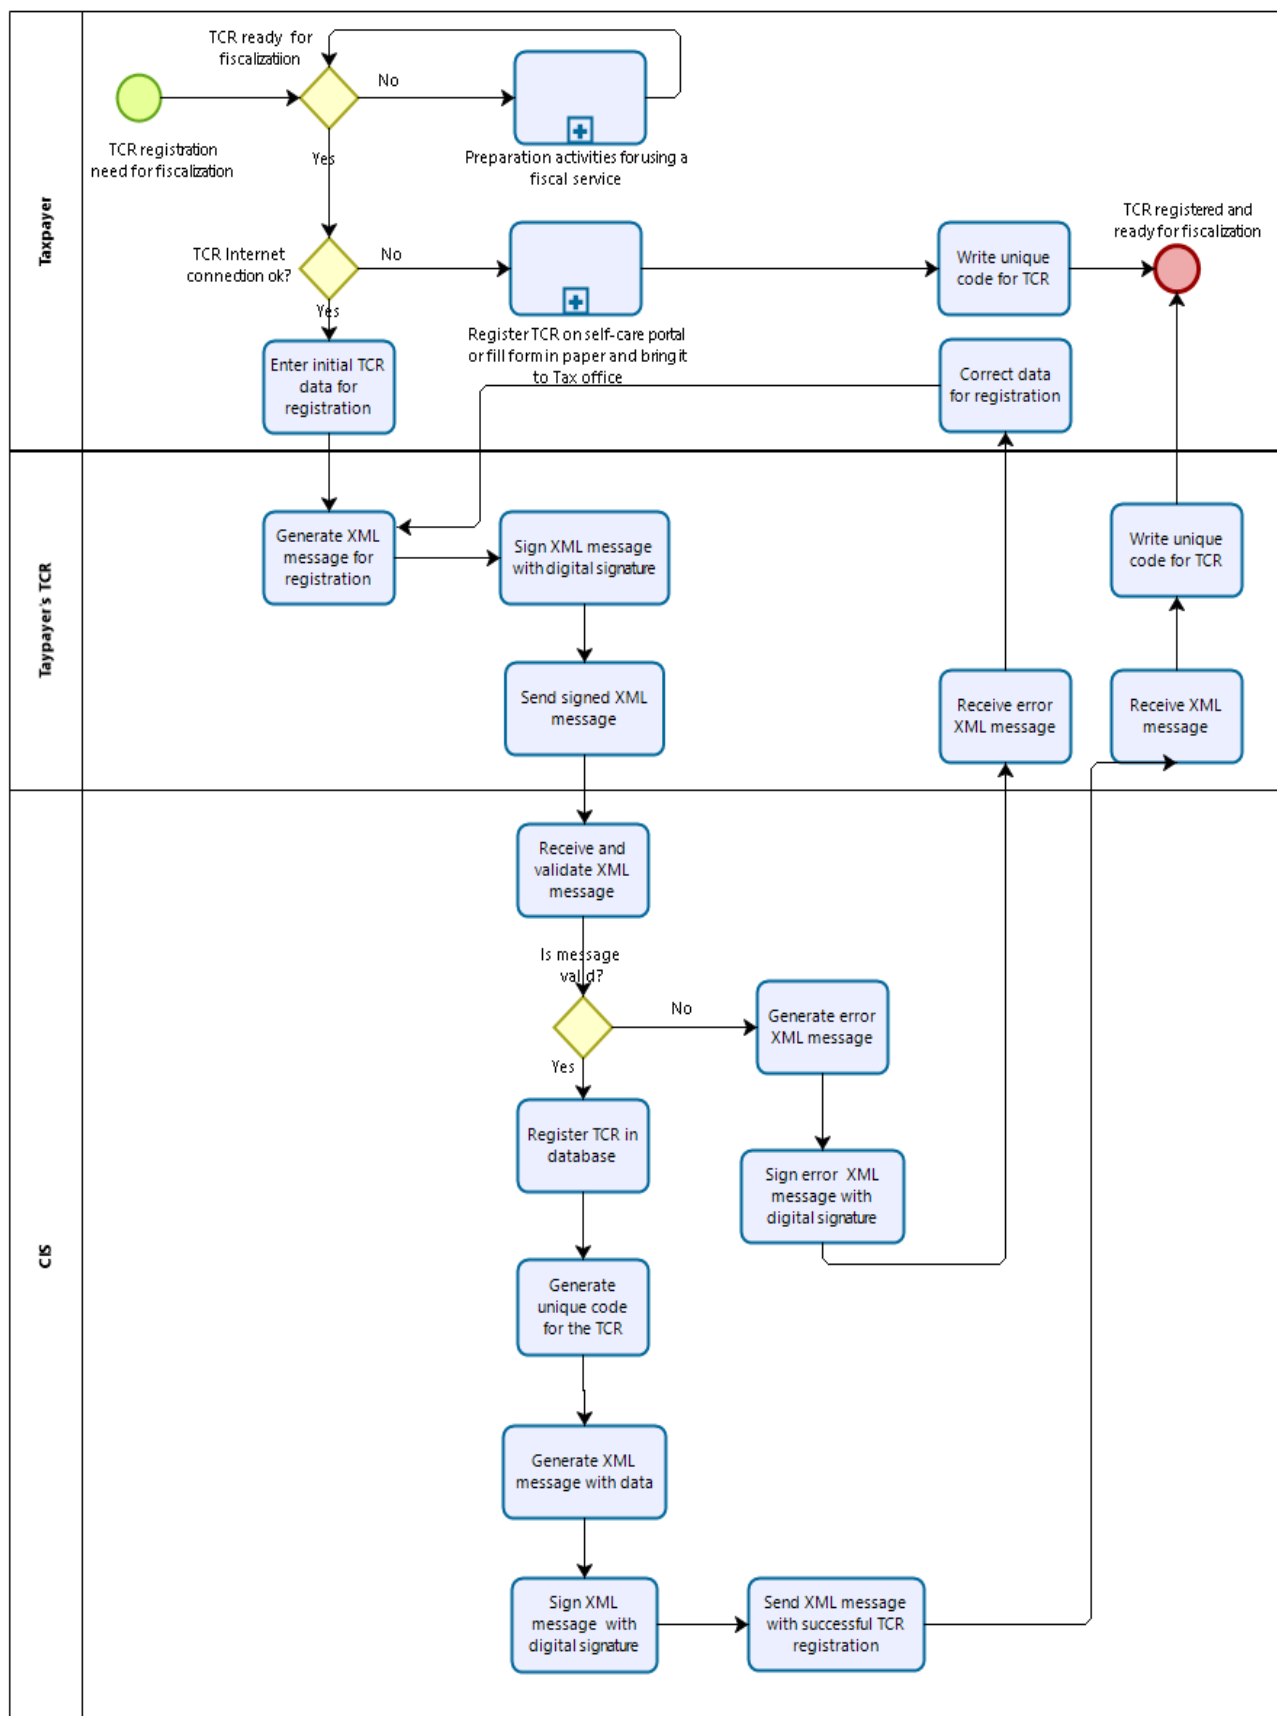 Taxpayer
TCR ready for
fiscalizatiion
No
TCR registration
need for fiscalization
Yes
Preparation activities for using a
fiscal service
TCR Internet
connection ok?
No
Yes
Register TCR on self-care portal
or fill form in paper and bring it
to Tax office
Write unique
code for TCR
TCR registered and
ready for fiscalization
Enter initial TCR
data for
registration
Correct data
for registration
Taypayer's TCR
Generate XML
message for
registration
Sign XML message
with digital signature
Write unique
code for TCR
Send signed XML
message
Receive error
XML message
Receive XML
message
CIS
Receive and
validate XML
message
Is message
valid?
No
Yes
Generate error
XML message
Register TCR in
database
Sign error XML
message with
digital signature
Generate
unique code
for the TCR
Generate XML
message with data
Sign XML
message with
digital signature
Send XML message
with successful TCR
registration